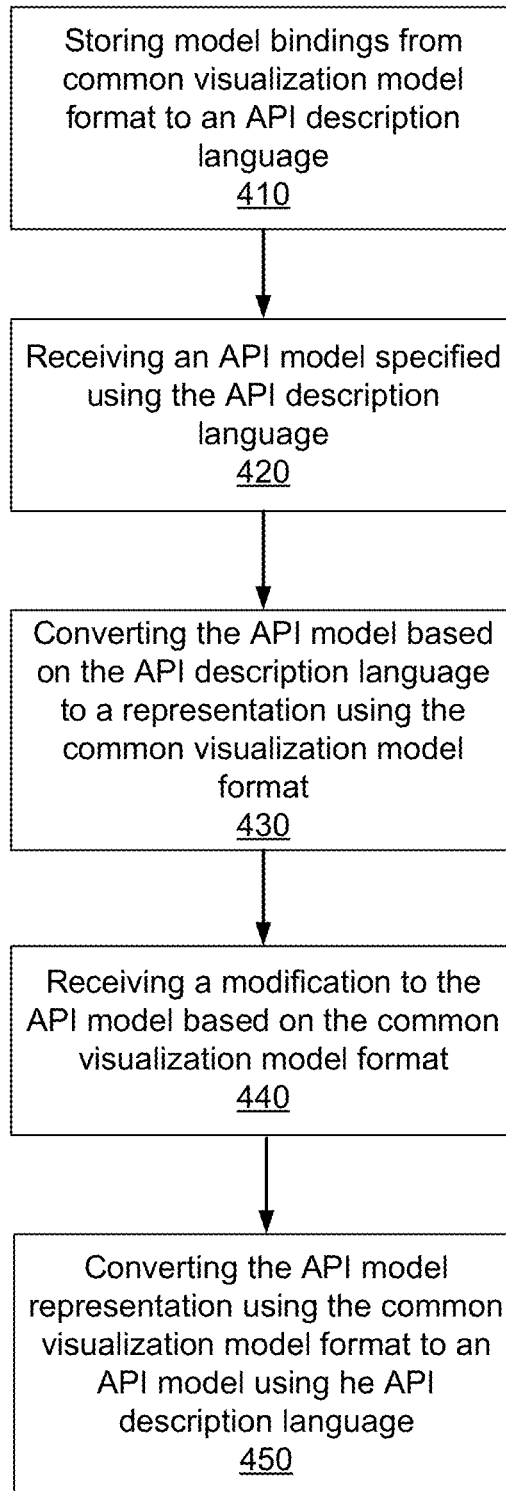 Storing model bindings from
common visualization model
format to an API description
language
410
Receiving an API model specified
using the API description
language
420
Converting the API model based
on the API description language
to a representation using the
common visualization model
format
430
Receiving a modification to the
API model based on the common
visualization model format
440
Converting the API model
representation using the common
visualization model format to an
API model using he API
description language
450